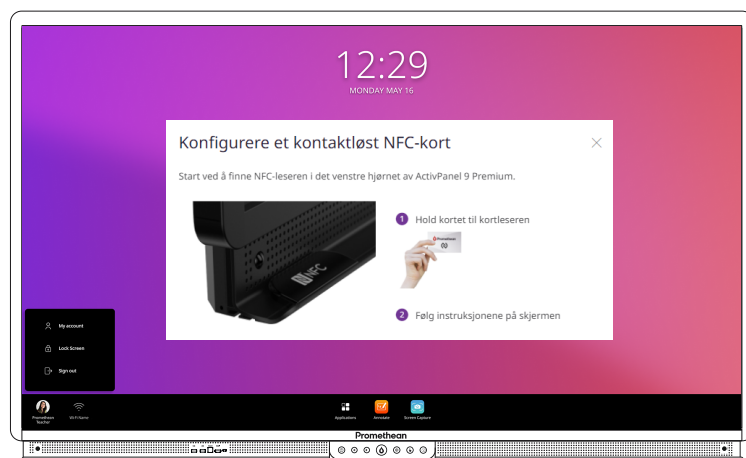 12:29
MONDAY MAY 16
Konfigurere et kontaktløst NFC-kort
Start ved å finne NFC-leseren i det venstre hjørnet av ActivPanel 9 Premium.
NFC
1 Hold kortet til kortleseren
Promethean
2 Følg instruksjonene på skjermen
My account
Lock Screen
Sign out
Promethean
Teacher
Wi-Fi Name
Applications
Annotate
Screen Capture
Promethean